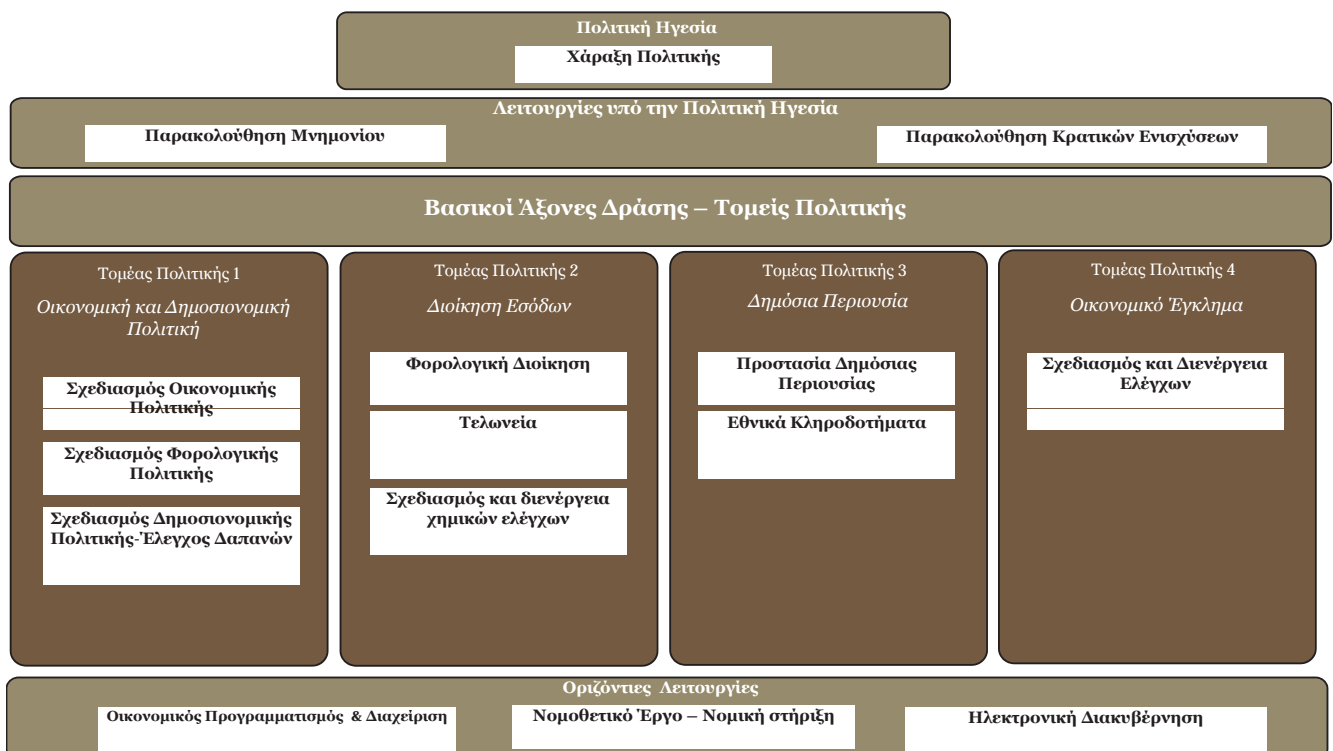 Πολιτική Ηγεσία
Χάραξη Πολιτικής
Λειτουργίες υπό την Πολιτική Ηγεσία
Παρακολούθηση Μνημονίου
Παρακολούθηση Κρατικών Ενισχύσεων
Βασικοί Άξονες Δράσης – Τομείς Πολιτικής
Τομέας Πολιτικής 1
Οικονομική και Δημοσιονομική
Πολιτική
Σχεδιασμός Οικονομικής
Πολιτικής
Σχεδιασμός Φορολογικής
Πολιτικής
Σχεδιασμός Δημοσιονομικής
Πολιτικής-Έλεγχος Δαπανών
Τομέας Πολιτικής 2
Διοίκηση Εσόδων
Φορολογική Διοίκηση
Τελωνεία
Σχεδιασμός και διενέργεια
χημικών ελέγχων
Τομέας Πολιτικής 3
Δημόσια Περιουσία
Προστασία Δημόσιας
Περιουσίας
Εθνικά Κληροδοτήματα
Τομέας Πολιτικής 4
Οικονομικό Έγκλημα
Σχεδιασμός και Διενέργεια
Ελέγχων
Οριζόντιες Λειτουργίες
Οικονομικός Προγραμματισμός & Διαχείριση
Νομοθετικό Έργο – Νομική στήριξη
Ηλεκτρονική Διακυβέρνηση